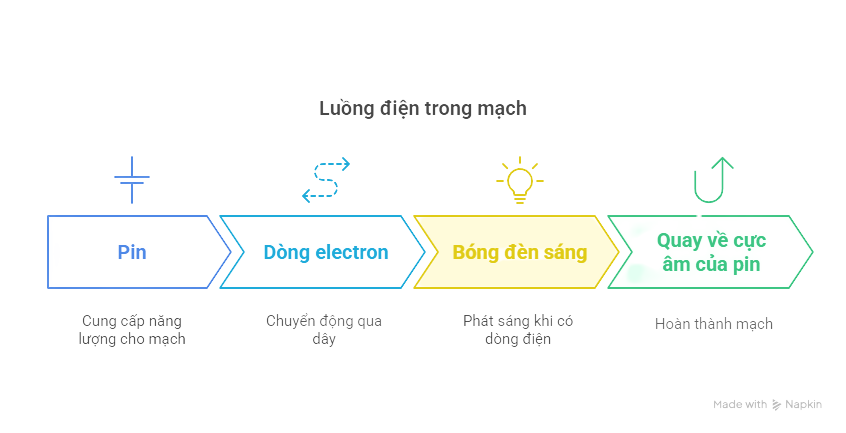 Luồng điện trong mạch
Pin
Dòng electron
Bóng đèn sáng
Quay về cực
âm của pin
Cung cấp năng
lượng cho mạch
Chuyển động qua
dây
Phát sáng khi có
dòng điện
Hoàn thành mạch
Made with Napkin